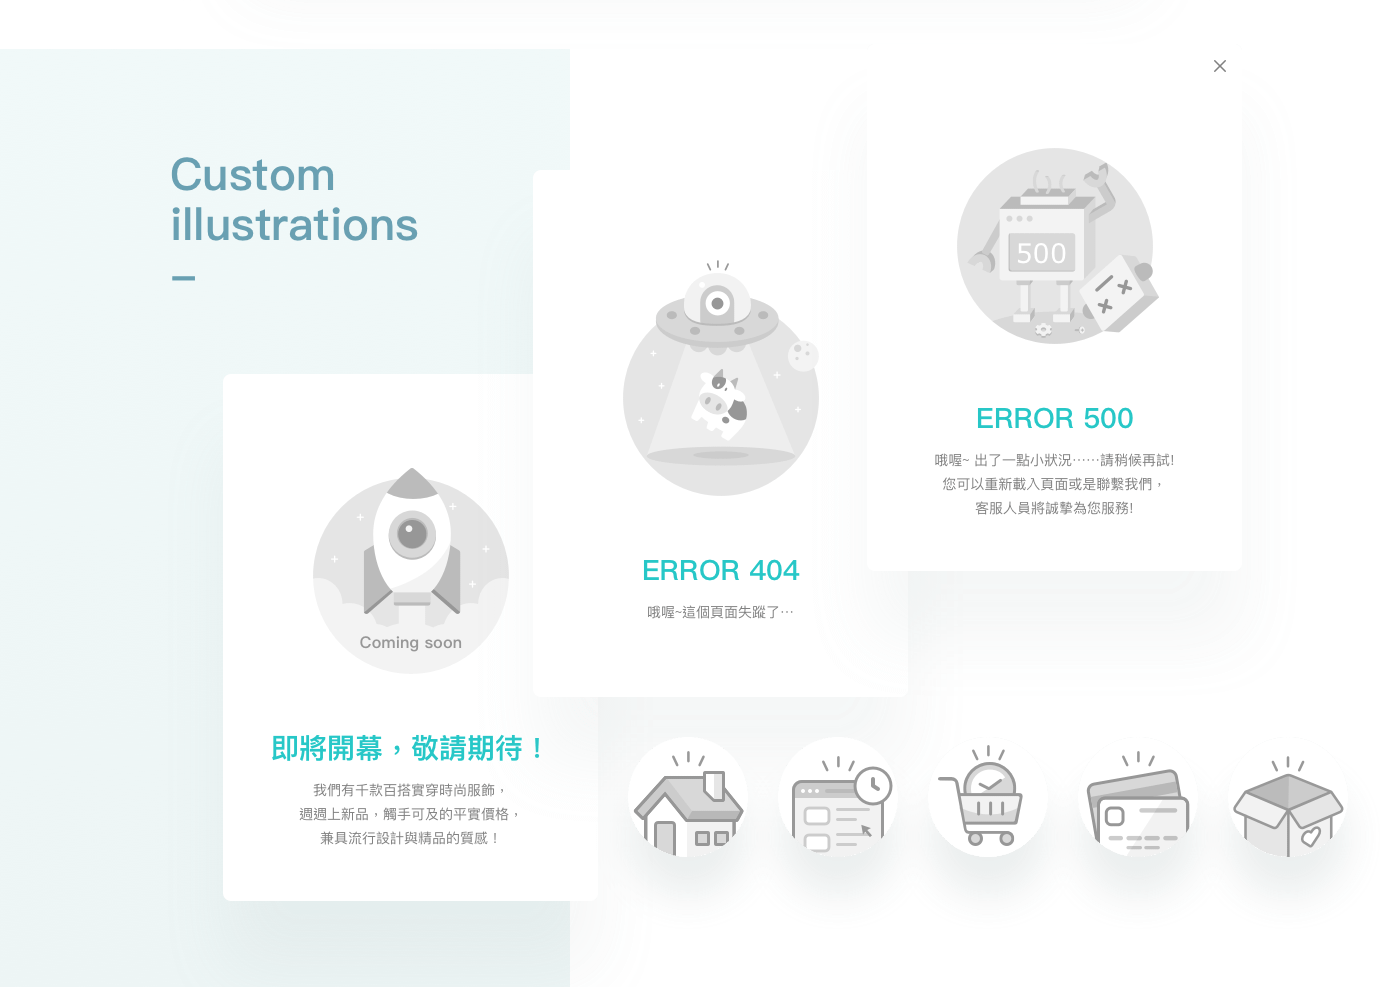 Custom
illustrations
Coming soon
即將開幕，敬請期待！
我們有千款百搭實穿時尚服飾，
週週上新品，觸手可及的平實價格，
兼具流行設計與精品的質感！
ERROR 404
哦喔~這個頁面失蹤了⋯
500
ERROR 500
哦喔~ 出了一點小狀況⋯⋯請稍候再試!
您可以重新載入頁面或是聯繫我們，
客服人員將誠摯為您服務!